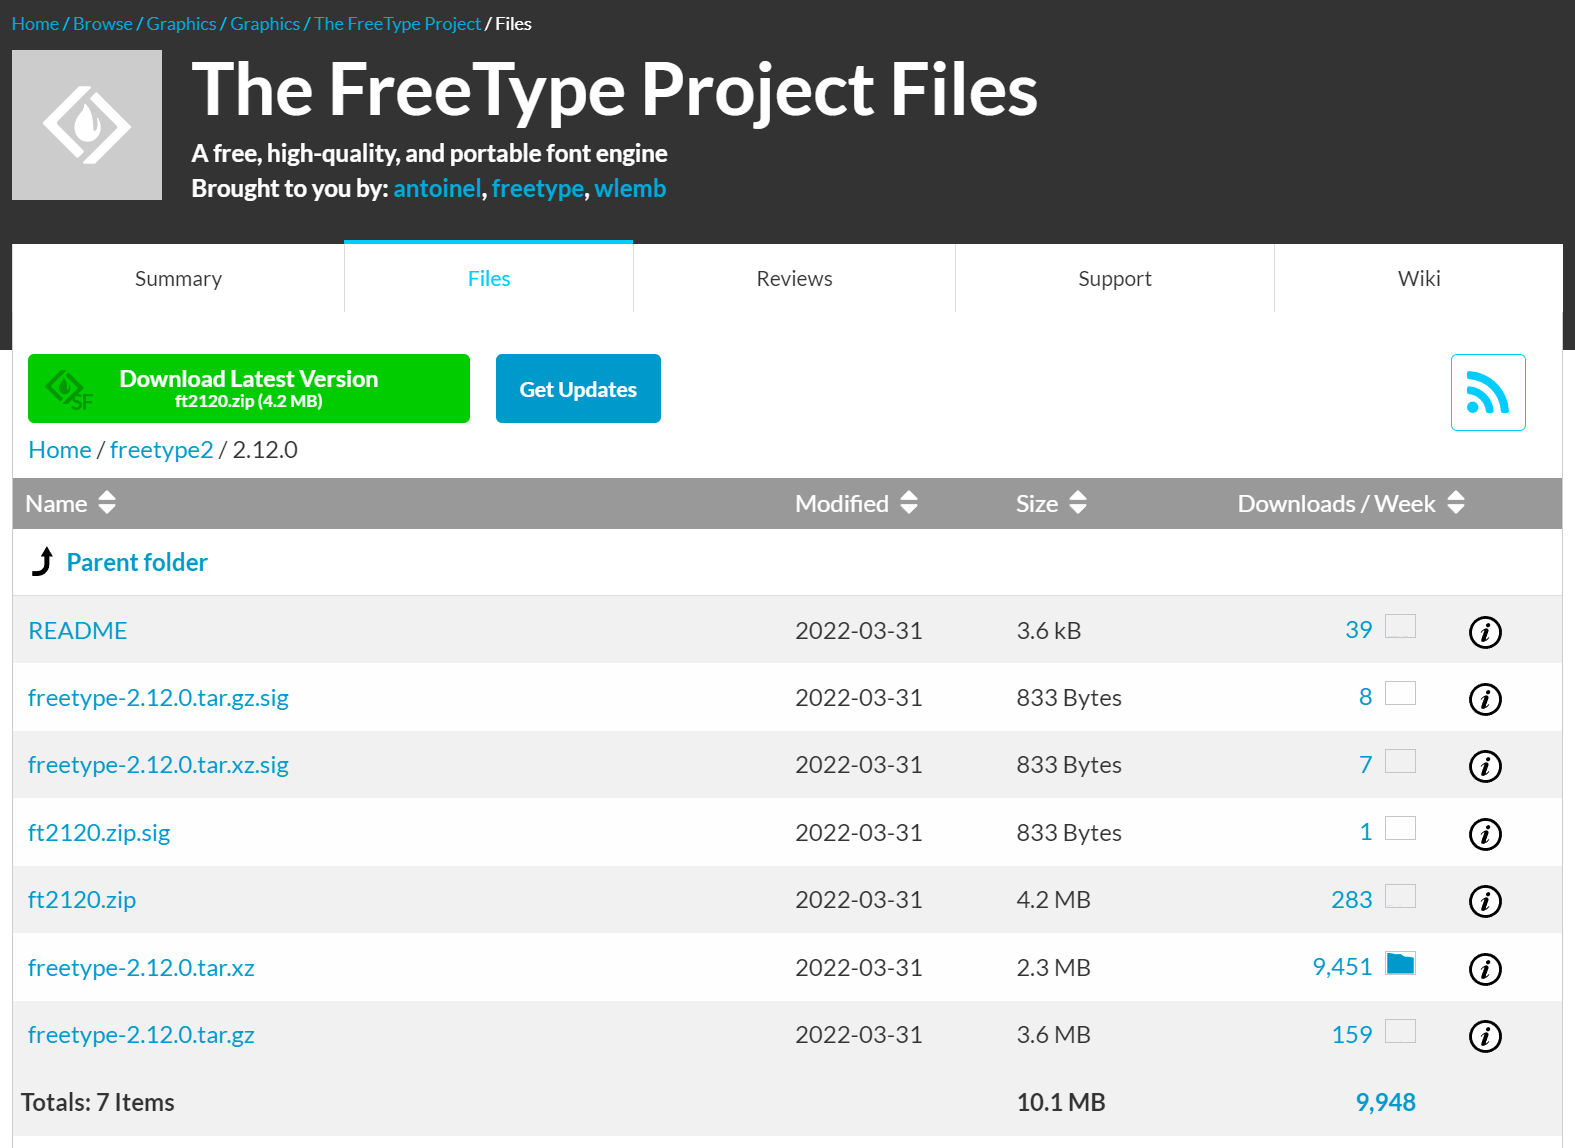 Home / Browse / Graphics / Graphics / The FreeType Project / Files
The FreeType Project Files
A free, high-quality, and portable font engine
Brought to you by: antoinel, freetype, wlemb
Summary Files Reviews Support Wiki
SF
Download Latest Version
ft2120.zip (4.2 MB)
Get Updates
Home / freetype2 / 2.12.0
Name Modified Size Downloads / Week
Parent folder
README 2022-03-31 3.6 kB 39
freetype-2.12.0.tar.gz.sig 2022-03-31 833 Bytes 8
freetype-2.12.0.tar.xz.sig 2022-03-31 833 Bytes 7
ft2120.zip.sig 2022-03-31 833 Bytes 1
ft2120.zip 2022-03-31 4.2 MB 283
freetype-2.12.0.tar.xz 2022-03-31 2.3 MB 9,451
freetype-2.12.0.tar.gz 2022-03-31 3.6 MB 159
Totals: 7 Items 10.1 MB 9,948